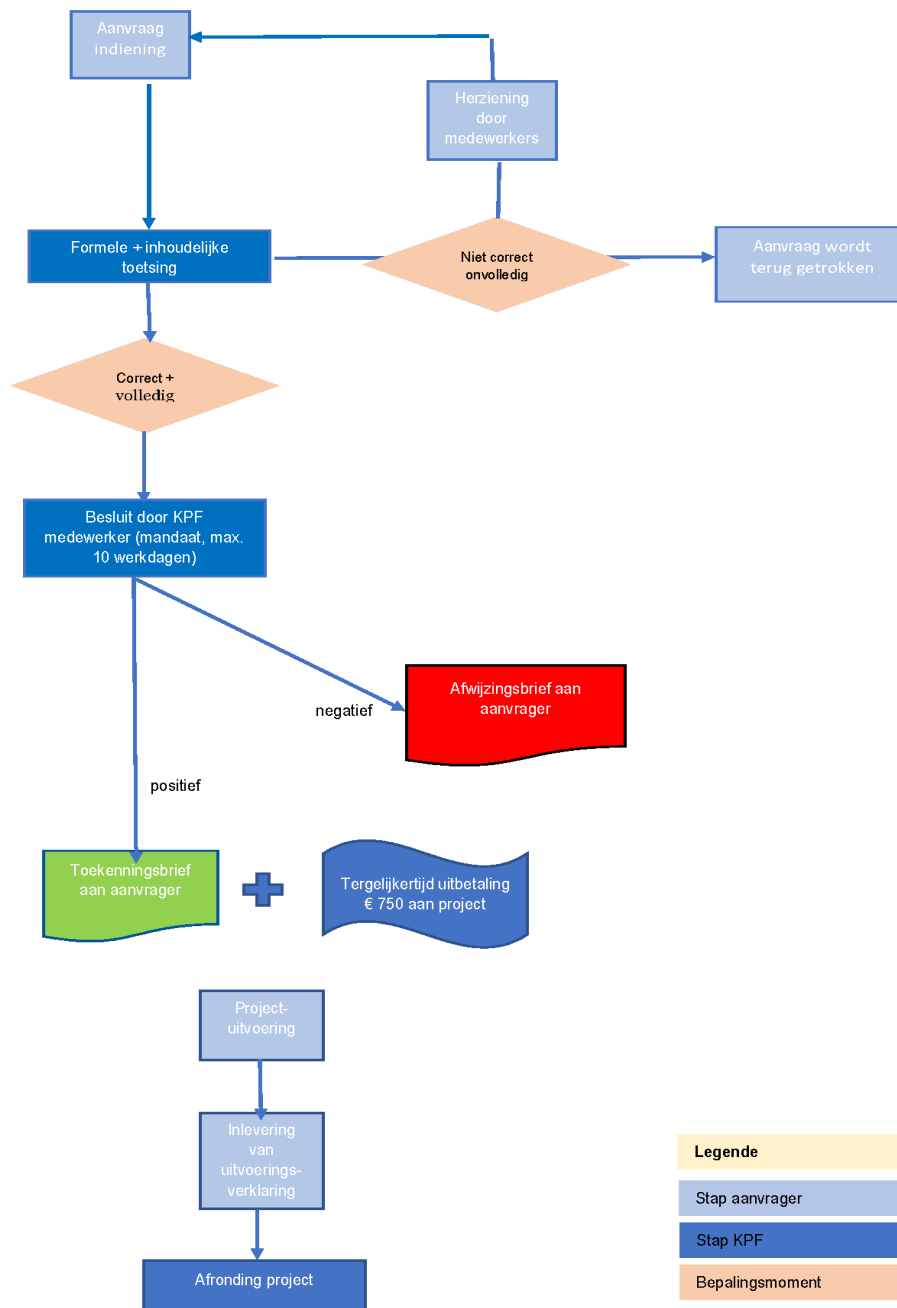 Aanvraag
indiening
Herziening
door
medewerkers
Formele + inhoudelijke
toetsing
Niet correct
onvolledig
Aanvraag wordt
terug getrokken
Correct +
volledig
Besluit door KPF
medewerker (mandaat, max.
10 werkdagen)
Afwijzingsbrief aan
aanvrager
negatief
positief
Toekenningsbrief
aan aanvrager
Tergelijkertijd uitbetaling
€ 750 aan project
Project-
uitvoering
Inlevering
van
uitvoerings-
verklaring
Afronding project
Legende
Stap aanvrager
Stap KPF
Bepalingsmoment